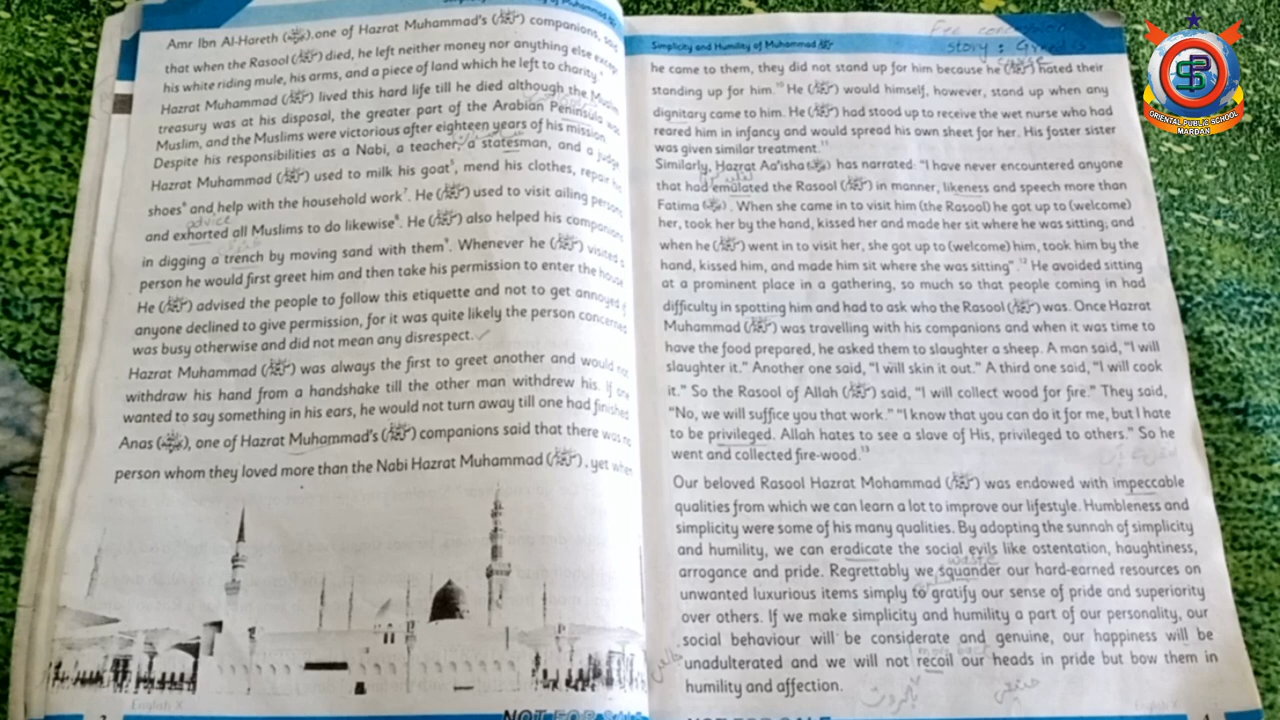 Amr Ibn Al-Hareth (), one of Hazrat Muhammad's (ﷺ) companions, said
that when the Rasool (ﷺ) died, he left neither money nor anything else except
his white riding mule, his arms, and a piece of land which he left to charity.
Hazrat Muhammad (ﷺ) lived this hard life till he died although the Muslim
treasury was at his disposal, the greater part of the Arabian Peninsula was
Muslim, and the Muslims were victorious after eighteen years of his mission.
Despite his responsibilities as a Nabi, a teacher, a statesman, and a judge
Hazrat Muhammad (ﷺ) used to milk his goat⁵, mend his clothes, repair his
shoes⁶ and help with the household work⁷. He (ﷺ) used to visit ailing persons
advice
and exhorted all Muslims to do likewise⁸. He (ﷺ) also helped his companions
in digging a trench by moving sand with them⁹. Whenever he (ﷺ) visited a
person he would first greet him and then take his permission to enter the house
He (ﷺ) advised the people to follow this etiquette and not to get annoyed if
anyone declined to give permission, for it was quite likely the person concerned
was busy otherwise and did not mean any disrespect.
Hazrat Muhammad (ﷺ) was always the first to greet another and would not
withdraw his hand from a handshake till the other man withdrew his. If one
wanted to say something in his ears, he would not turn away till one had finished
Anas (), one of Hazrat Muhammad's (ﷺ) companions said that there was no
person whom they loved more than the Nabi Hazrat Muhammad (ﷺ), yet when
English X
NOT FOR SALE
story :
Simplicity and Humility of Muhammad ﷺ
he came to them, they did not stand up for him because he (ﷺ) hated their
standing up for him.¹⁰ He (ﷺ) would himself, however, stand up when any
dignitary came to him. He (ﷺ) had stood up to receive the wet nurse who had
reared him in infancy and would spread his own sheet for her. His foster sister
was given similar treatment.¹¹
Similarly, Hazrat Aa'isha () has narrated: "I have never encountered anyone
that had emulated the Rasool (ﷺ) in manner, likeness and speech more than
Fatima (). When she came in to visit him (the Rasool) he got up to (welcome)
her, took her by the hand, kissed her and made her sit where he was sitting; and
when he (ﷺ) went in to visit her, she got up to (welcome) him, took him by the
hand, kissed him, and made him sit where she was sitting".¹² He avoided sitting
at a prominent place in a gathering, so much so that people coming in had
difficulty in spotting him and had to ask who the Rasool (ﷺ) was. Once Hazrat
Muhammad (ﷺ) was travelling with his companions and when it was time to
have the food prepared, he asked them to slaughter a sheep. A man said, "I will
slaughter it." Another one said, "I will skin it out." A third one said, "I will cook
it." So the Rasool of Allah (ﷺ) said, "I will collect wood for fire." They said,
"No, we will suffice you that work." "I know that you can do it for me, but I hate
to be privileged. Allah hates to see a slave of His, privileged to others." So he
went and collected fire-wood.¹³
Our beloved Rasool Hazrat Mohammad (ﷺ) was endowed with impeccable
qualities from which we can learn a lot to improve our lifestyle. Humbleness and
simplicity were some of his many qualities. By adopting the sunnah of simplicity
and humility, we can eradicate the social evils like ostentation, haughtiness,
waste
arrogance and pride. Regrettably we squander our hard-earned resources on
unwanted luxurious items simply to gratify our sense of pride and superiority
over others. If we make simplicity and humility a part of our personality, our
social behaviour will be considerate and genuine, our happiness will be
move back
unadulterated and we will not recoil our heads in pride but bow them in
humility and affection.
English X
NOT FOR SALE
ORIENTAL PUBLIC SCHOOL
MARDAN